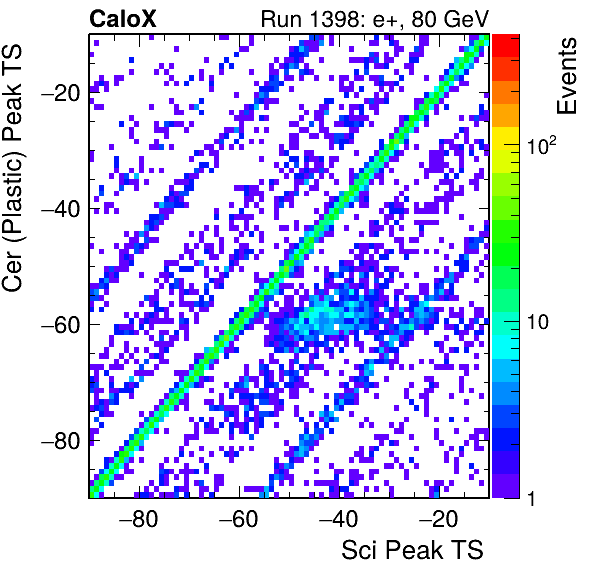 CaloX Run 1398: e+, 80 GeV
Cer (Plastic) Peak TS
−20
−40
−60
−80
−80 −60 −40 −20
Sci Peak TS
Events
10²
10
1